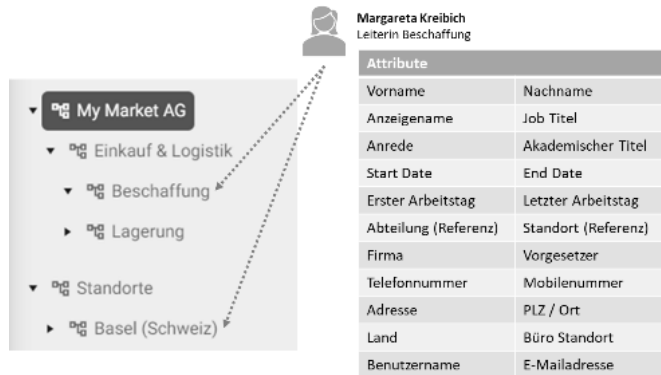 Margareta Kreibich
Leiterin Beschaffung
My Market AG
Einkauf & Logistik
Beschaffung
Lagerung
Standorte
Basel (Schweiz)
Attribute
Vorname Nachname
Anzeigename Job Titel
Anrede Akademischer Titel
Start Date End Date
Erster Arbeitstag Letzter Arbeitstag
Abteilung (Referenz) Standort (Referenz)
Firma Vorgesetzer
Telefonnummer Mobilenummer
Adresse PLZ / Ort
Land Büro Standort
Benutzername E-Mailadresse